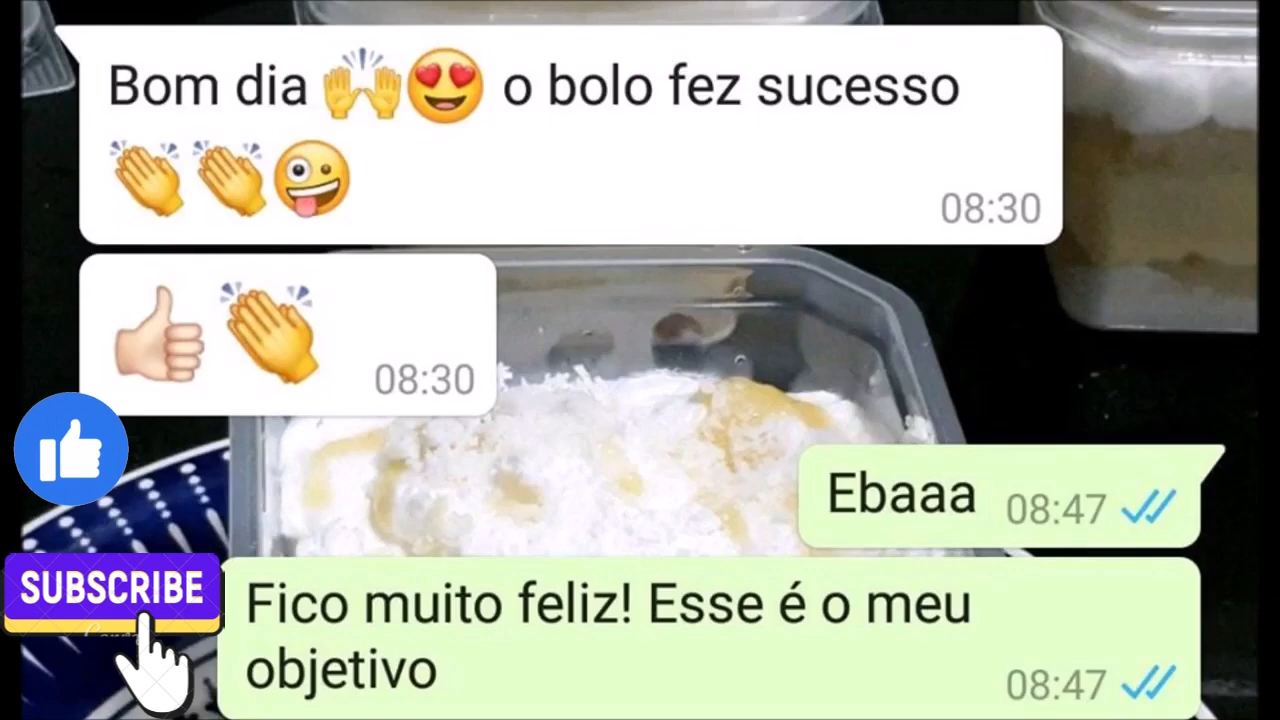 Bom dia 🙌😍 o bolo fez sucesso
👏👏🤪
08:30
👍🏻👏 08:30
Ebaaa 08:47
SUBSCRIBE
Fico muito feliz! Esse é o meu
objetivo 08:47